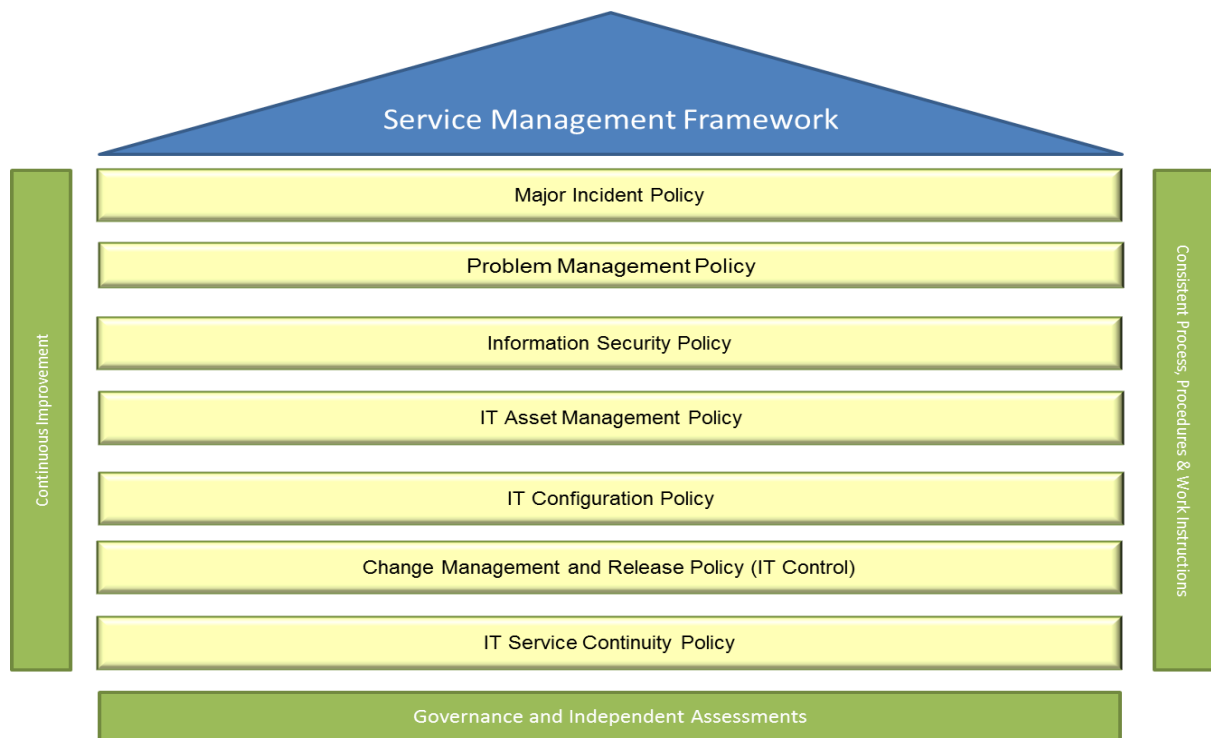 Service Management Framework
Major Incident Policy
Problem Management Policy
Information Security Policy
IT Asset Management Policy
IT Configuration Policy
Change Management and Release Policy (IT Control)
IT Service Continuity Policy
Continuous Improvement
Consistent Process, Procedures & Work Instructions
Governance and Independent Assessments